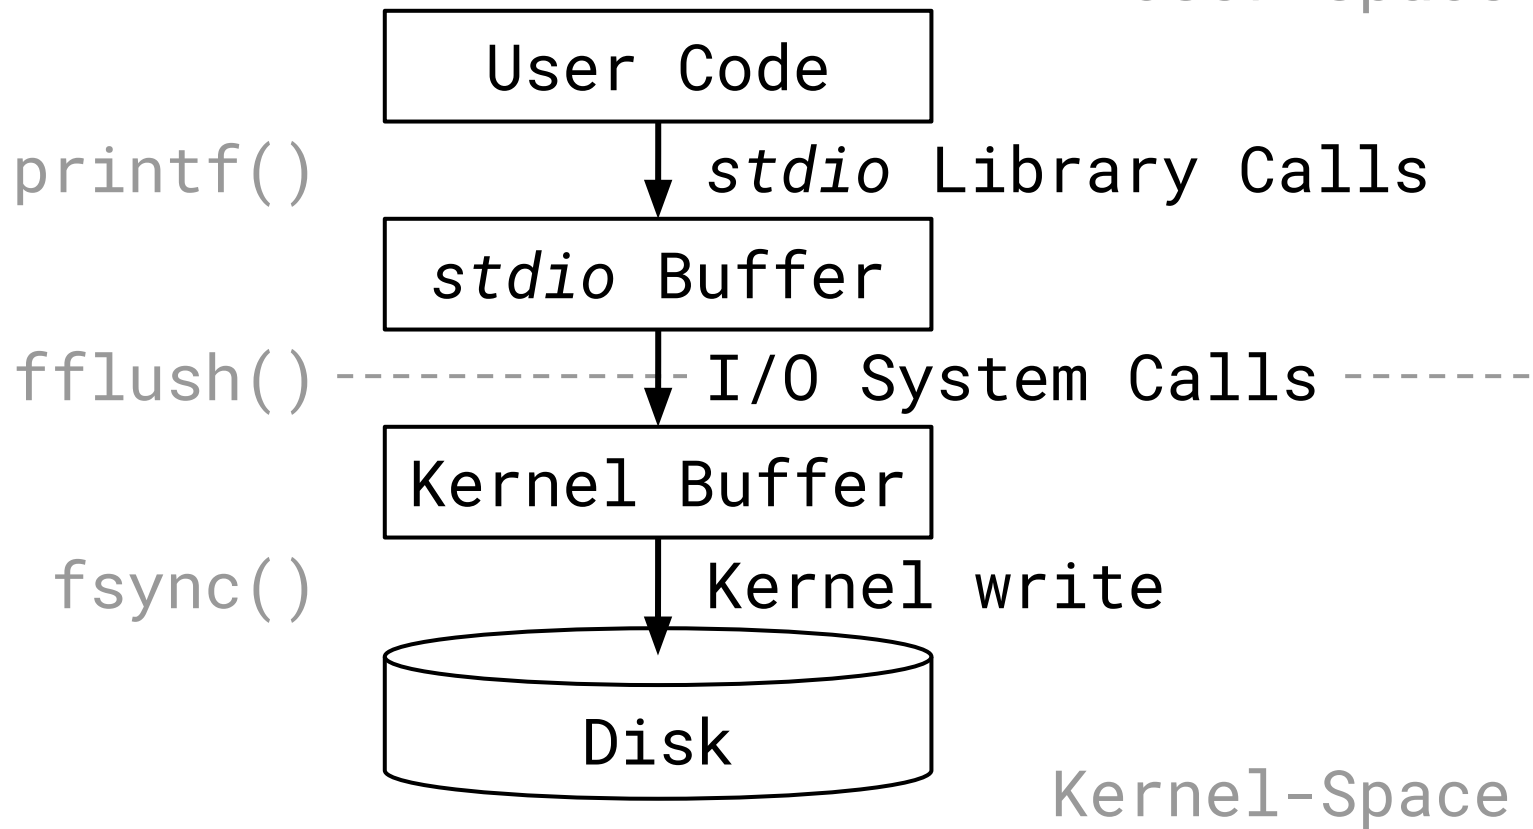 User Code
printf()
stdio Library Calls
stdio Buffer
fflush()
I/O System Calls
Kernel Buffer
fsync()
Kernel write
Disk
Kernel-Space